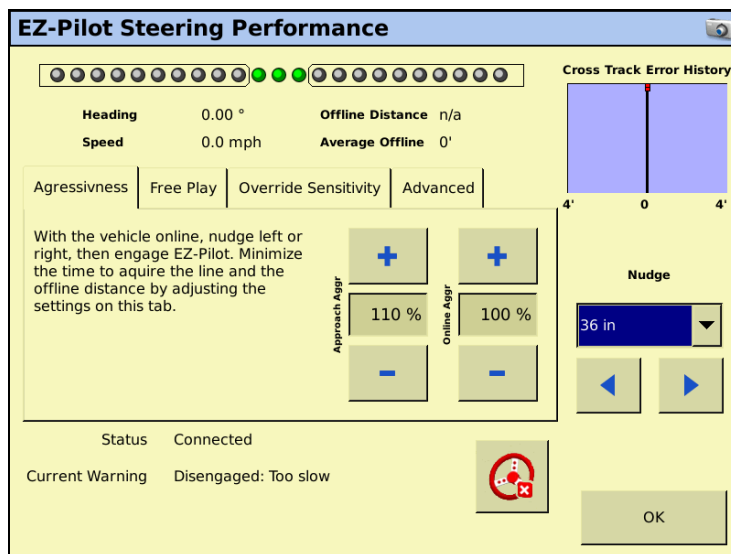 EZ-Pilot Steering Performance
Cross Track Error History
Heading 0.00 ° Offline Distance n/a
Speed 0.0 mph Average Offline 0'
4' 0 4'
Agressivness Free Play Override Sensitivity Advanced
With the vehicle online, nudge left or
right, then engage EZ-Pilot. Minimize
the time to aquire the line and the
offline distance by adjusting the
settings on this tab.
Approach Aggr
+
110 %
-
Online Aggr
+
100 %
-
Nudge
36 in
Status Connected
Current Warning Disengaged: Too slow
OK